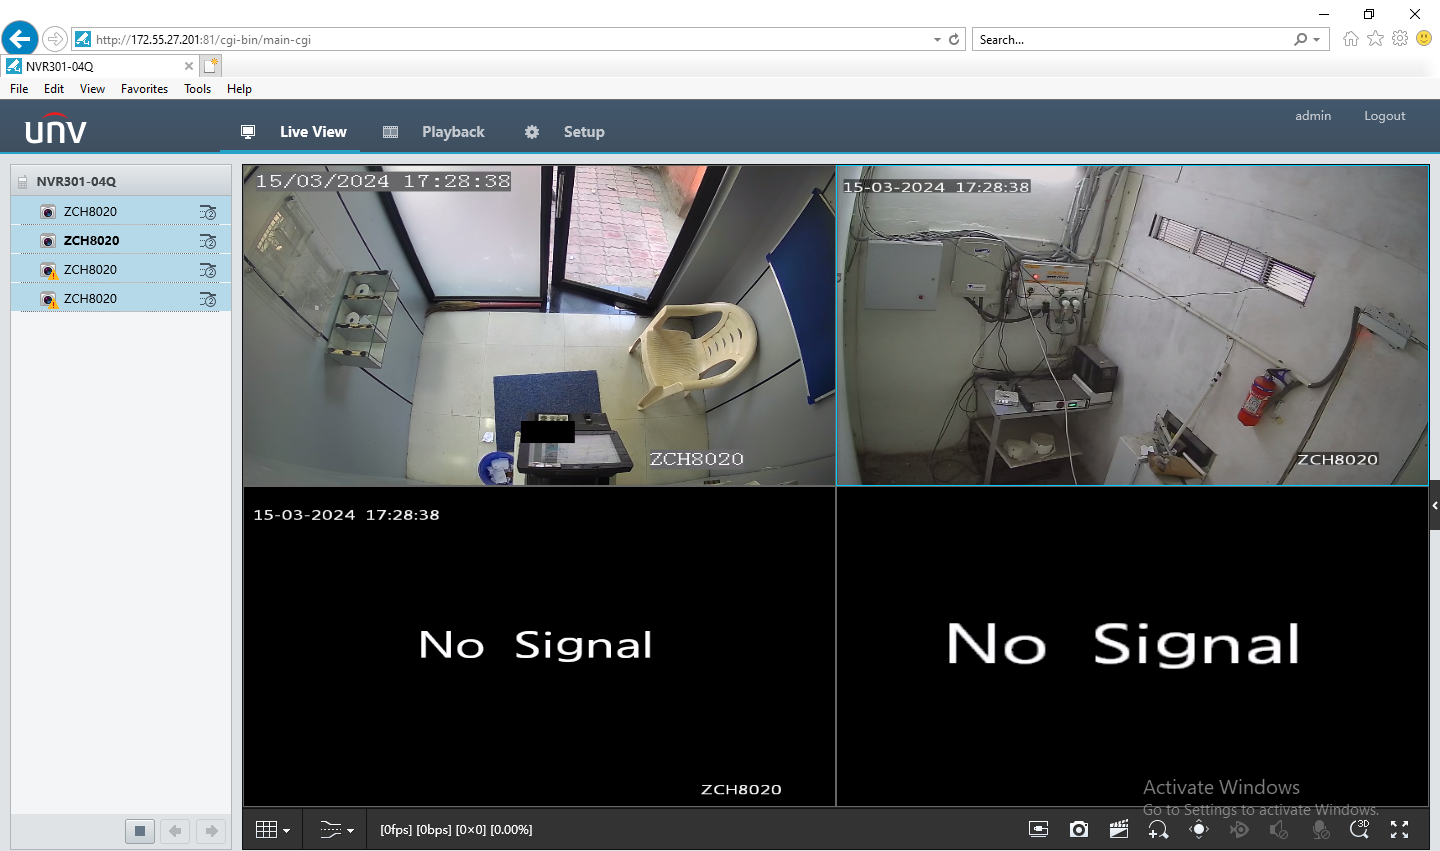 http://172.55.27.201:81/cgi-bin/main-cgi
Search...
NVR301-04Q
File Edit View Favorites Tools Help
unv
Live View
Playback
Setup
admin
Logout
NVR301-04Q
ZCH8020
ZCH8020
ZCH8020
ZCH8020
15/03/2024 17:28:38
ZCH8020
15-03-2024 17:28:38
ZCH8020
15-03-2024 17:28:38
No Signal
ZCH8020
No Signal
Activate Windows
Go to Settings to activate Windows.
[0fps] [0bps] [0×0] [0.00%]
3D